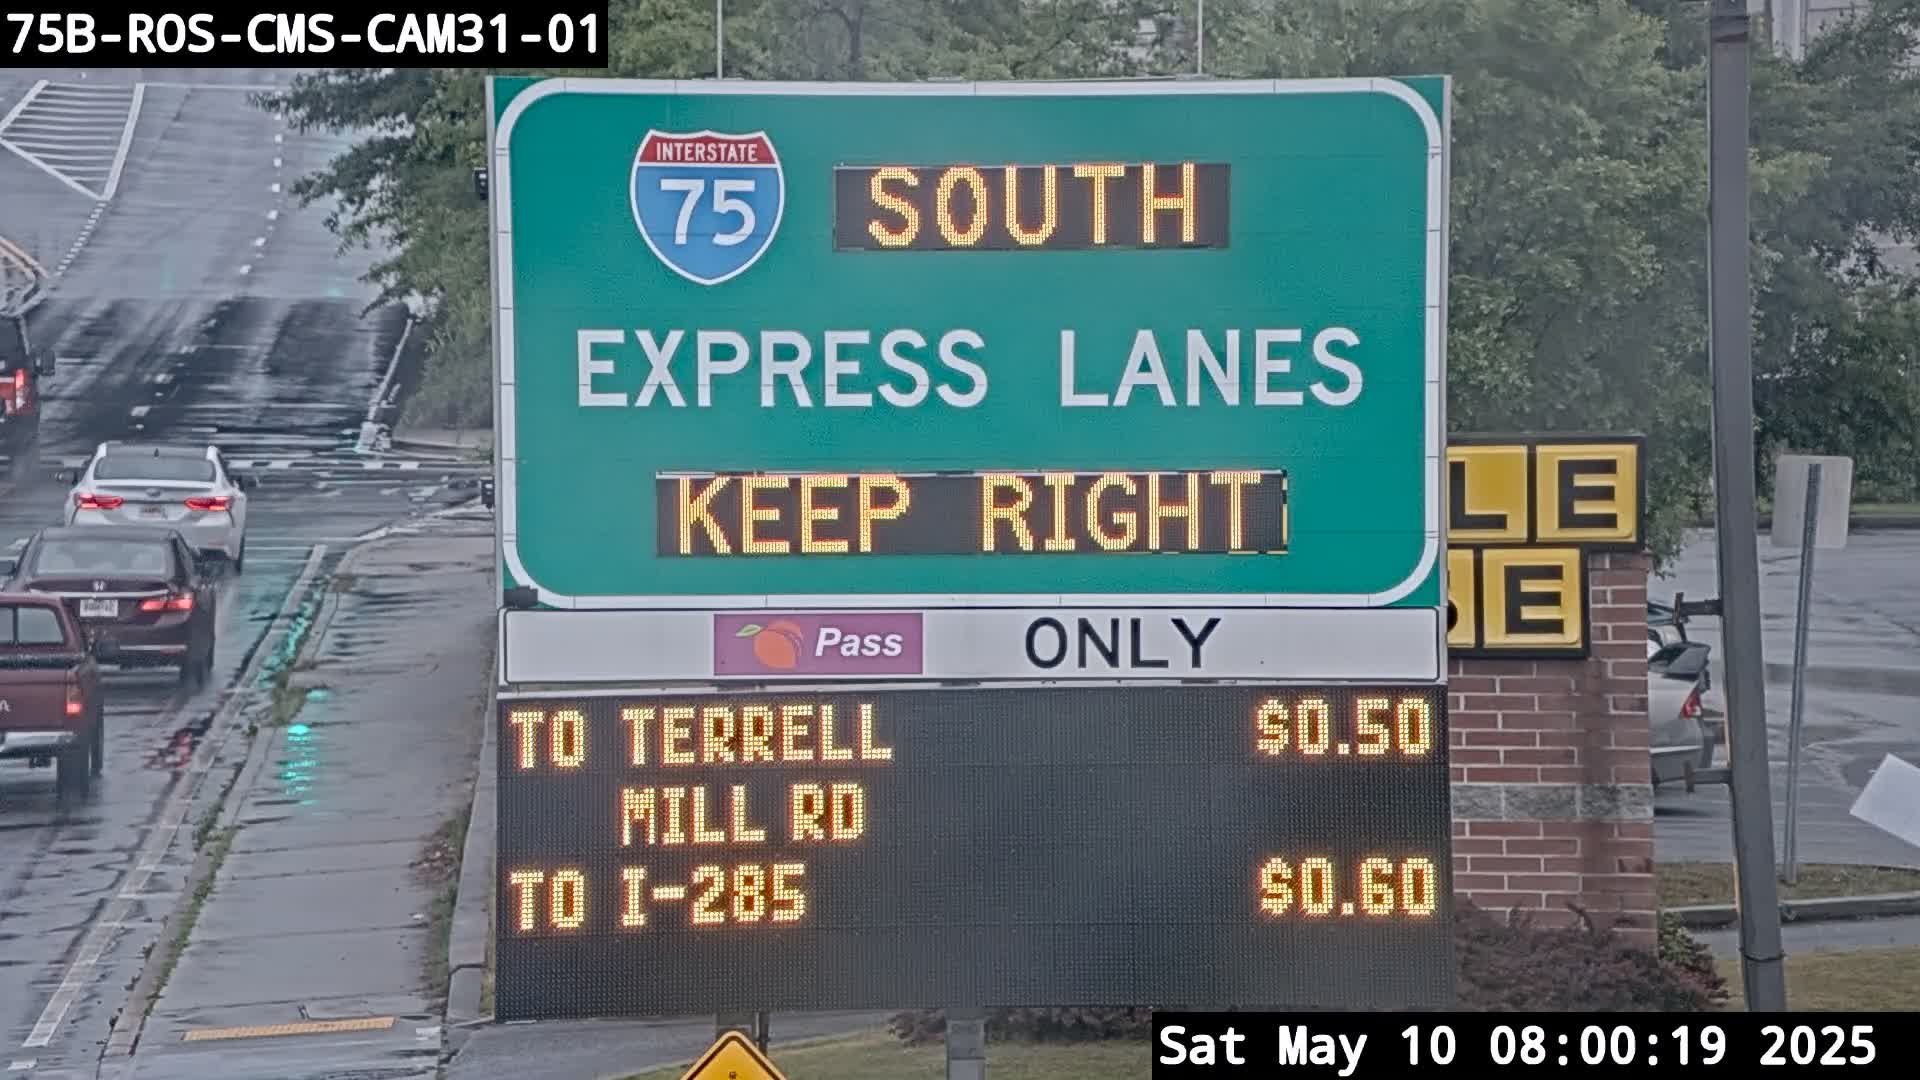 75B-ROS-CMS-CAM31-01
INTERSTATE
75
SOUTH
EXPRESS LANES
KEEP RIGHT
LE
E
Pass ONLY
TO TERRELL $0.50
MILL RD
TO I-285 $0.60
Sat May 10 08:00:19 2025